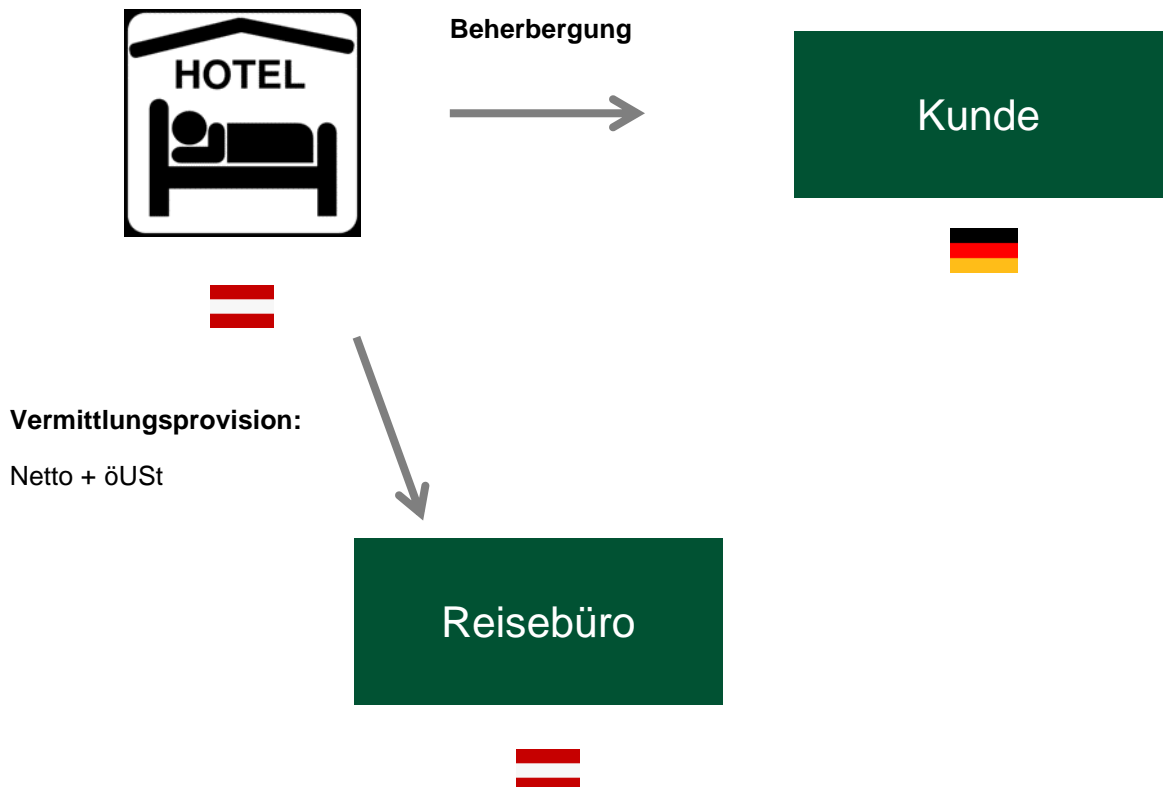 Beherbergung
HOTEL
Kunde
Vermittlungsprovision:
Netto + öUSt
Reisebüro